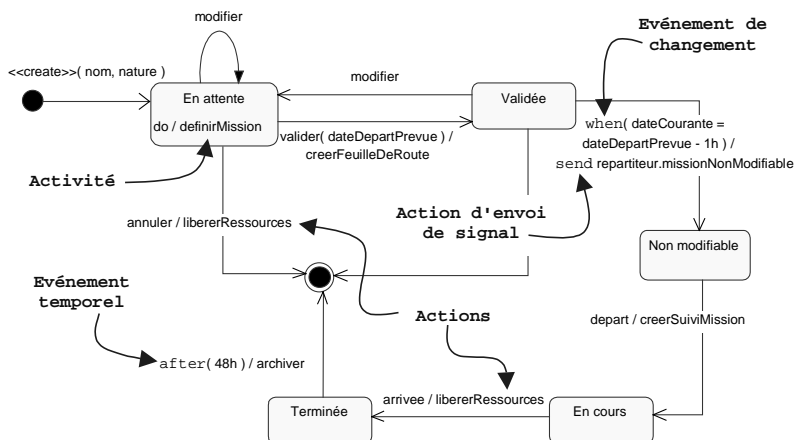 modifier
Evénement de
changement
<<create>>( nom, nature )
modifier
En attente
do / definirMission
Validée
valider( dateDepartPrevue ) /
creerFeuilleDeRoute
when( dateCourante =
dateDepartPrevue - 1h ) /
send repartiteur.missionNonModifiable
Activité
annuler / libererRessources
Action d'envoi
de signal
Non modifiable
Evénement
temporel
Actions
depart / creerSuiviMission
after( 48h ) / archiver
arrivee / libererRessources
Terminée
En cours